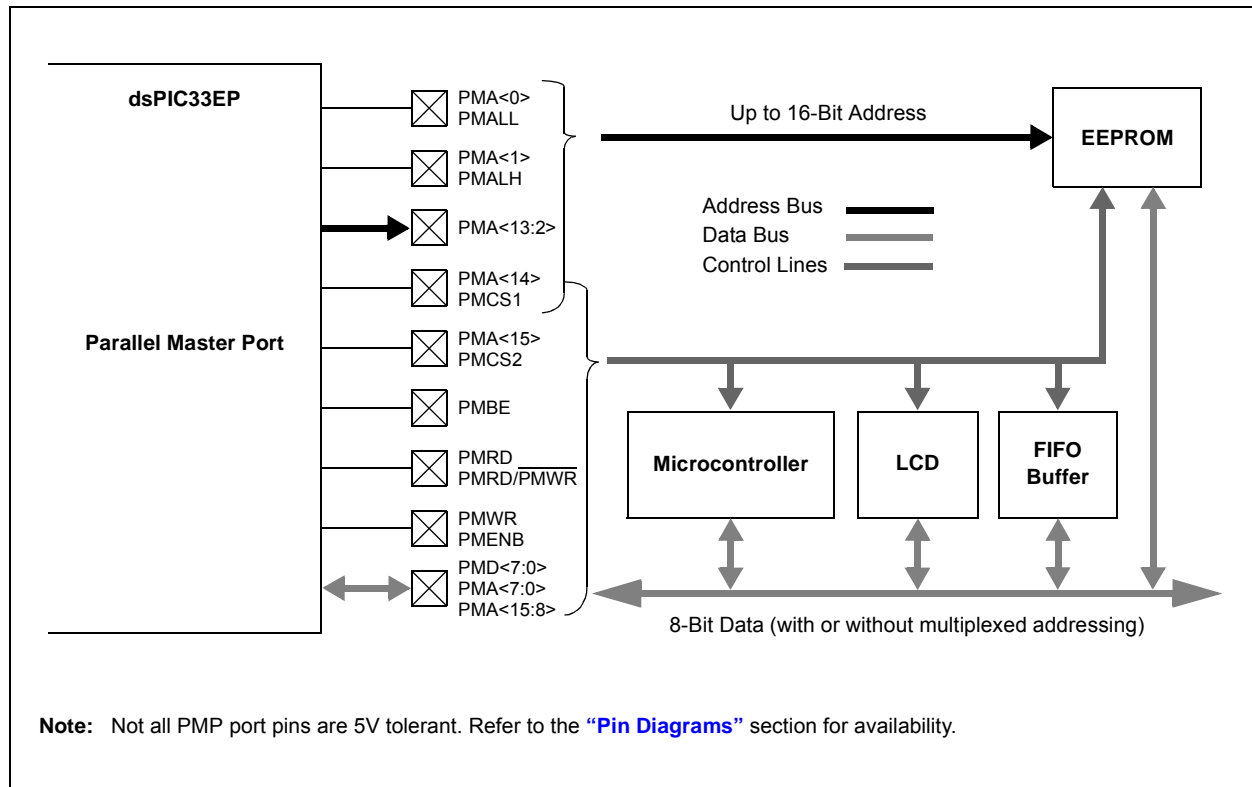 dsPIC33EP
Parallel Master Port
PMA<0>
PMALL
PMA<1>
PMALH
PMA<13:2>
PMA<14>
PMCS1
PMA<15>
PMCS2
PMBE
PMRD
PMRD/PMWR
PMWR
PMENB
PMD<7:0>
PMA<7:0>
PMA<15:8>
Up to 16-Bit Address
EEPROM
Address Bus
Data Bus
Control Lines
Microcontroller
LCD
FIFO
Buffer
8-Bit Data (with or without multiplexed addressing)
Note: Not all PMP port pins are 5V tolerant. Refer to the “Pin Diagrams” section for availability.